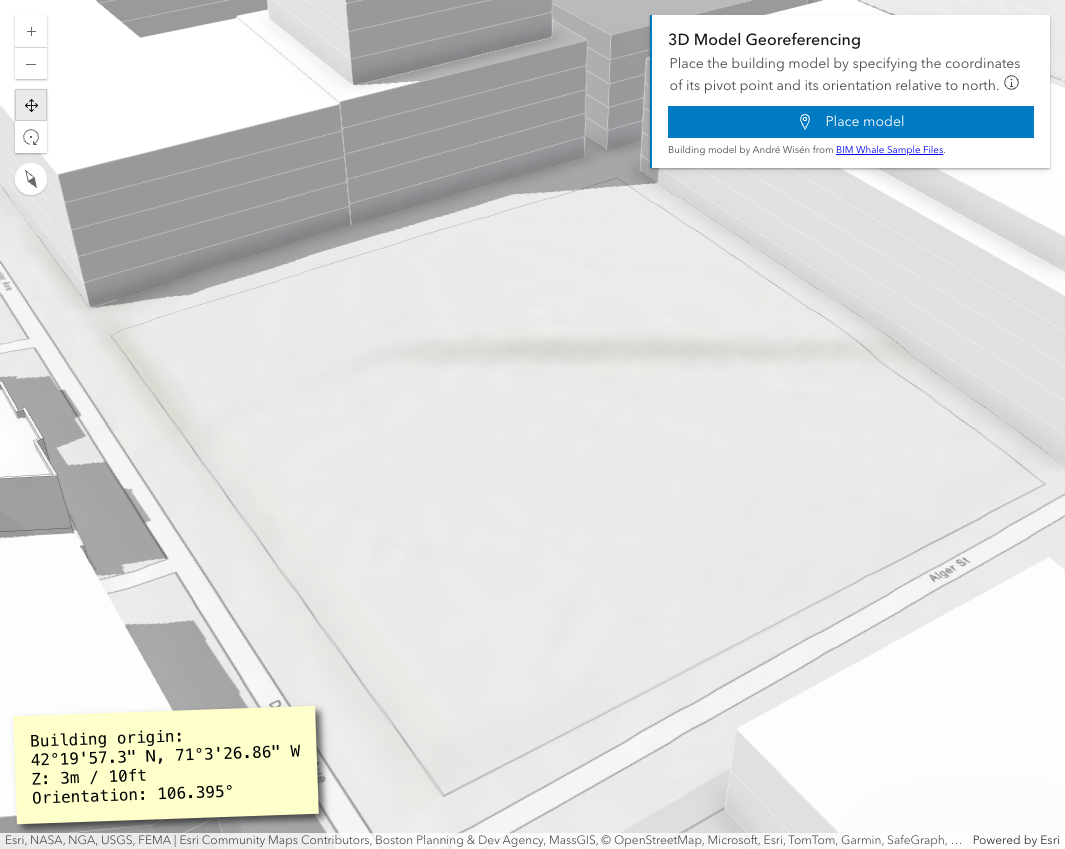 3D Model Georeferencing
Place the building model by specifying the coordinates
of its pivot point and its orientation relative to north.
Place model
Building model by André Wisén from BIM Whale Sample Files.
Alger St
Building origin:
42°19'57.3" N, 71°3'26.86" W
Z: 3m / 10ft
Orientation: 106.395°
Esri, NASA, NGA, USGS, FEMA | Esri Community Maps Contributors, Boston Planning & Dev Agency, MassGIS, © OpenStreetMap, Microsoft, Esri, TomTom, Garmin, SafeGraph, … Powered by Esri